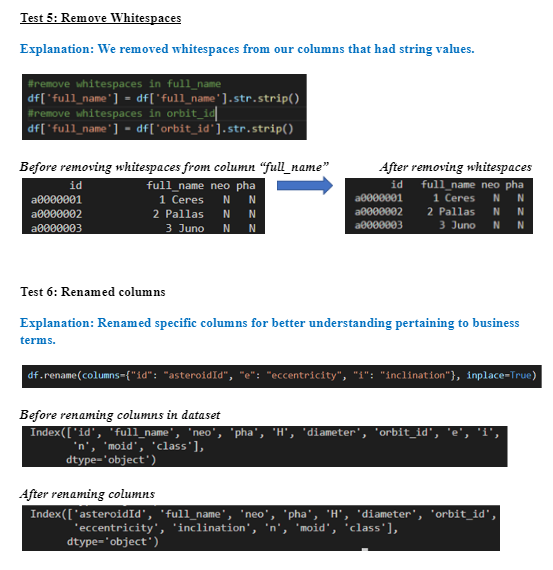 Test 5: Remove Whitespaces
Explanation: We removed whitespaces from our columns that had string values.
#remove whitespaces in full_name
df['full_name'] = df['full_name'].str.strip()
#remove whitespaces in orbit_id
df['full_name'] = df['orbit_id'].str.strip()
Before removing whitespaces from column “full_name”
After removing whitespaces
id full_name neo pha
a0000001 1 Ceres N N
a0000002 2 Pallas N N
a0000003 3 Juno N N
id full_name neo pha
a0000001 1 Ceres N N
a0000002 2 Pallas N N
a0000003 3 Juno N N
Test 6: Renamed columns
Explanation: Renamed specific columns for better understanding pertaining to business
terms.
df.rename(columns={"id": "asteroidId", "e": "eccentricity", "i": "inclination"}, inplace=True)
Before renaming columns in dataset
Index(['id', 'full_name', 'neo', 'pha', 'H', 'diameter', 'orbit_id', 'e', 'i',
'n', 'moid', 'class'],
dtype='object')
After renaming columns
Index(['asteroidId', 'full_name', 'neo', 'pha', 'H', 'diameter', 'orbit_id',
'eccentricity', 'inclination', 'n', 'moid', 'class'],
dtype='object')